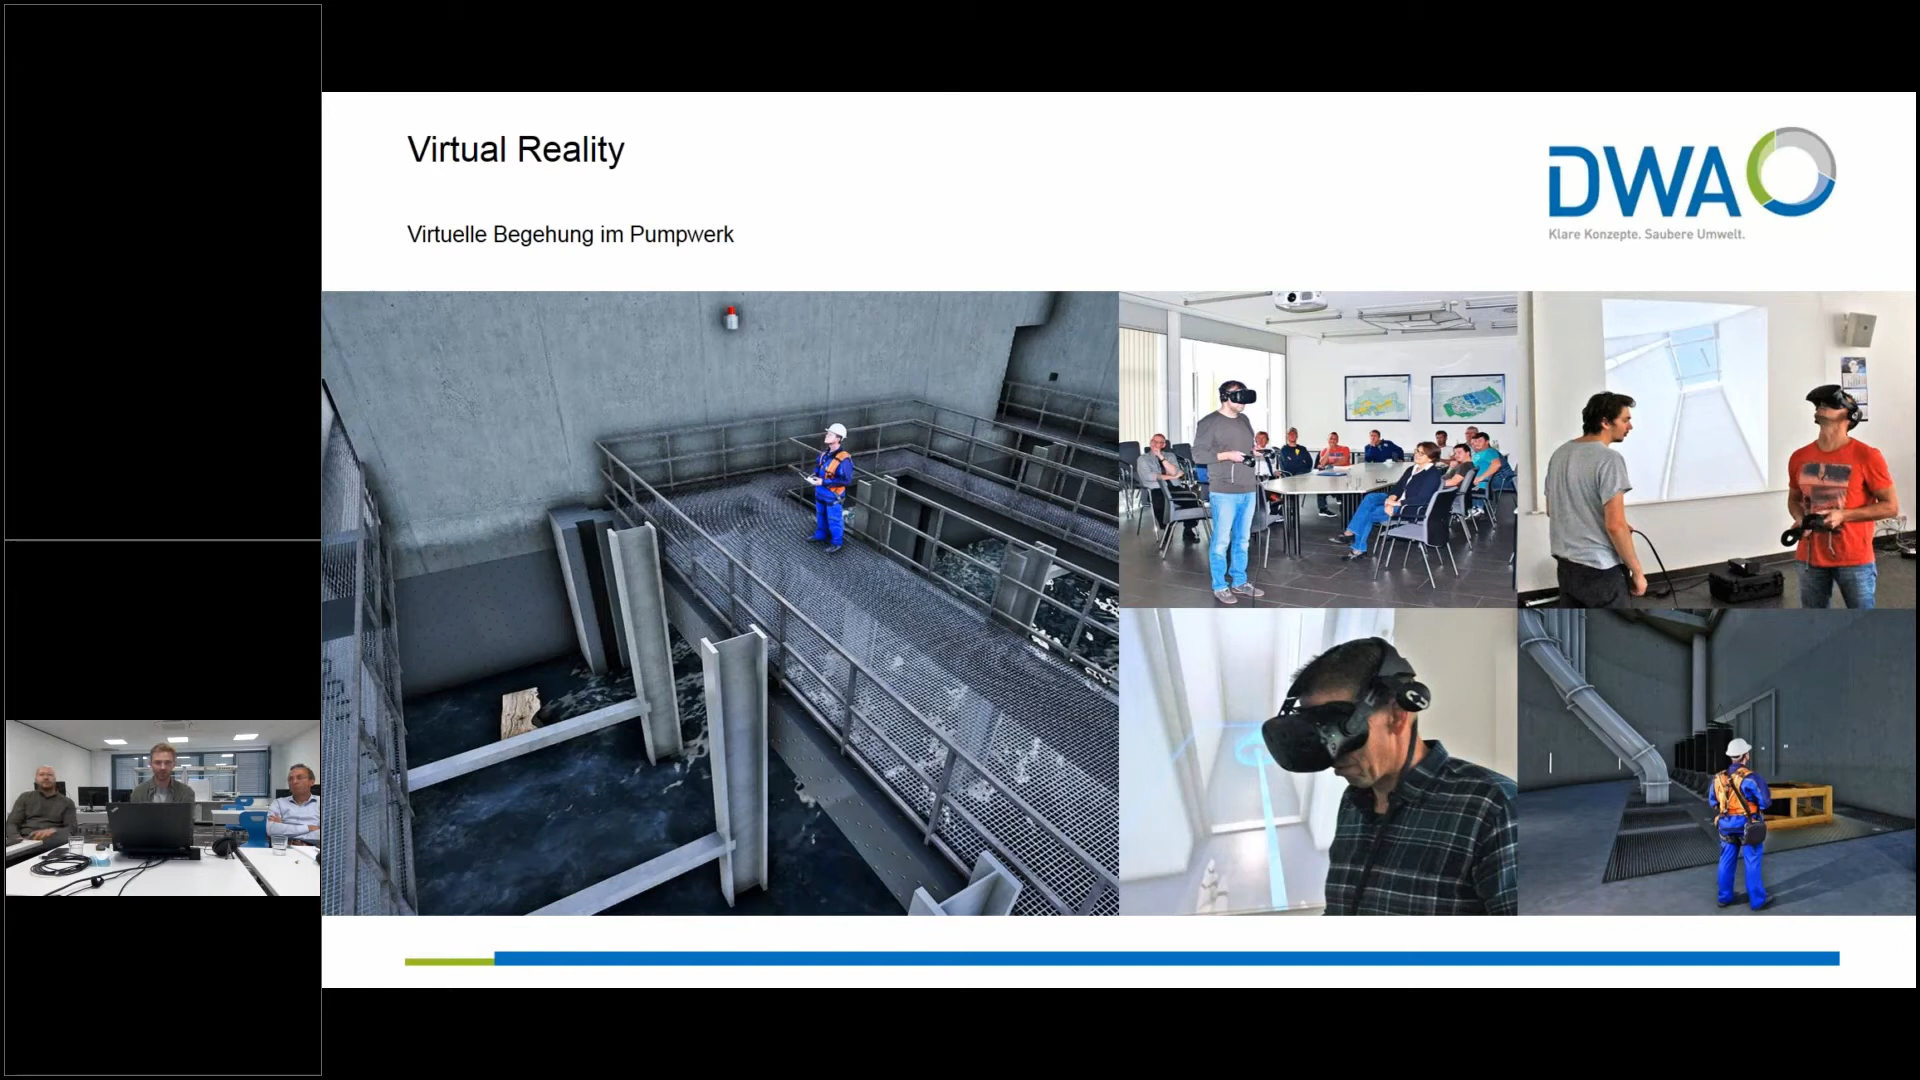 Virtual Reality
Virtuelle Begehung im Pumpwerk
DWA
Klare Konzepte. Saubere Umwelt.